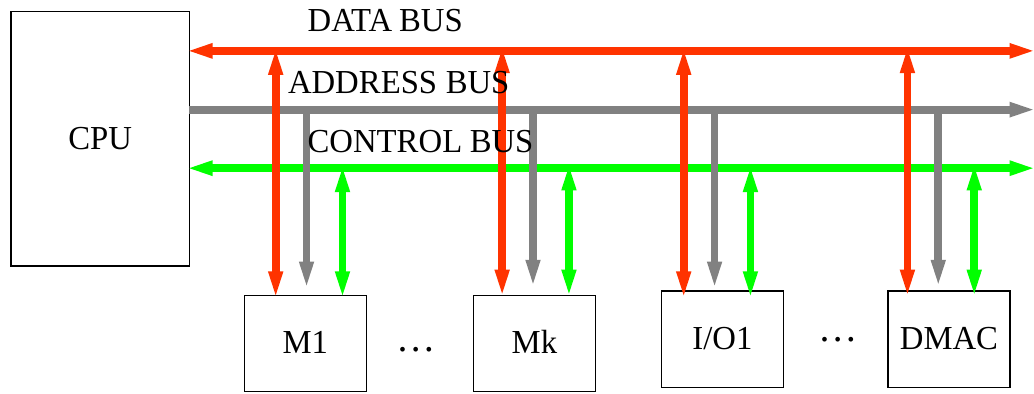 DATA BUS
ADDRESS BUS
CPU
CONTROL BUS
M1
...
Mk
I/O1
...
DMAC